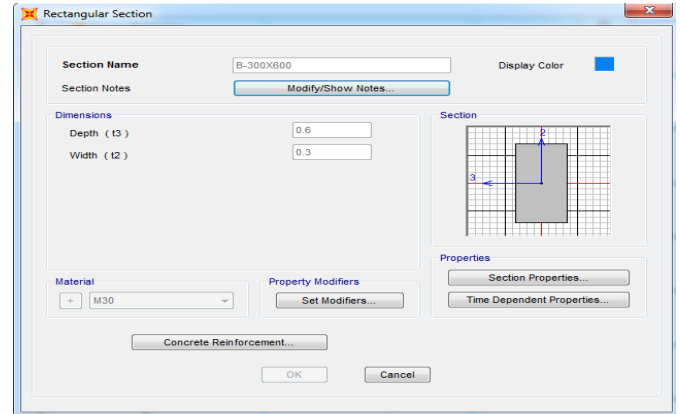 Rectangular Section
Section Name B-300X600 Display Color
Section Notes Modify/Show Notes...
Dimensions
Depth ( t3 ) 0.6
Width ( t2 ) 0.3
Section
2
3
Properties
Section Properties...
Time Dependent Properties...
Material
+ M30
Property Modifiers
Set Modifiers...
Concrete Reinforcement...
OK Cancel